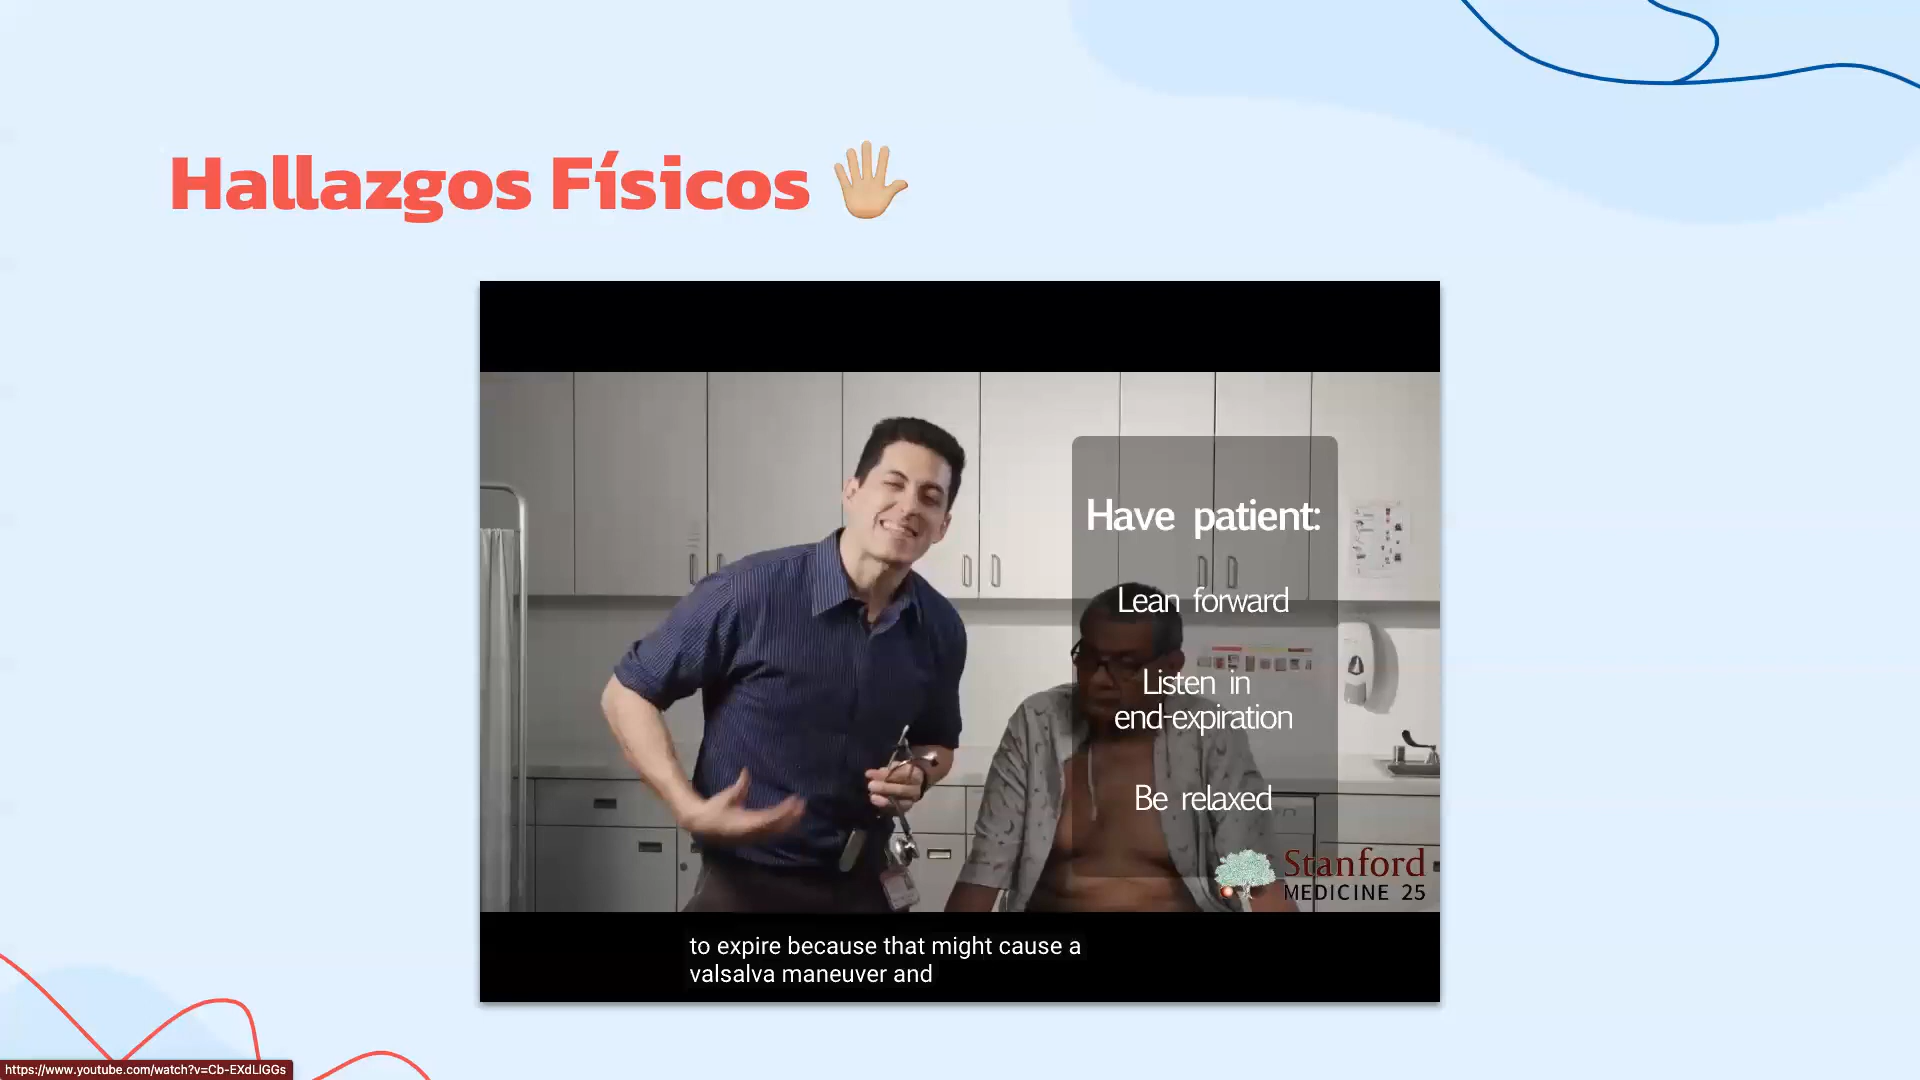 Hallazgos Físicos
Have patient:
Lean forward
Listen in
end-expiration
Be relaxed
Stanford
MEDICINE 25
to expire because that might cause a
valsalva maneuver and
https://www.youtube.com/watch?v=Cb-EXdLlGGs